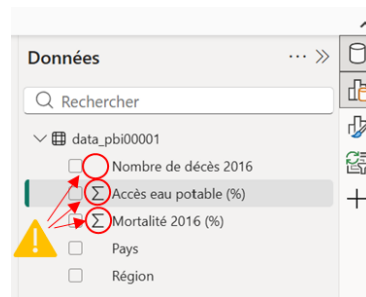 Données
Rechercher
data_pbi00001
Nombre de décès 2016
Accès eau potable (%)
Mortalité 2016 (%)
Pays
Région